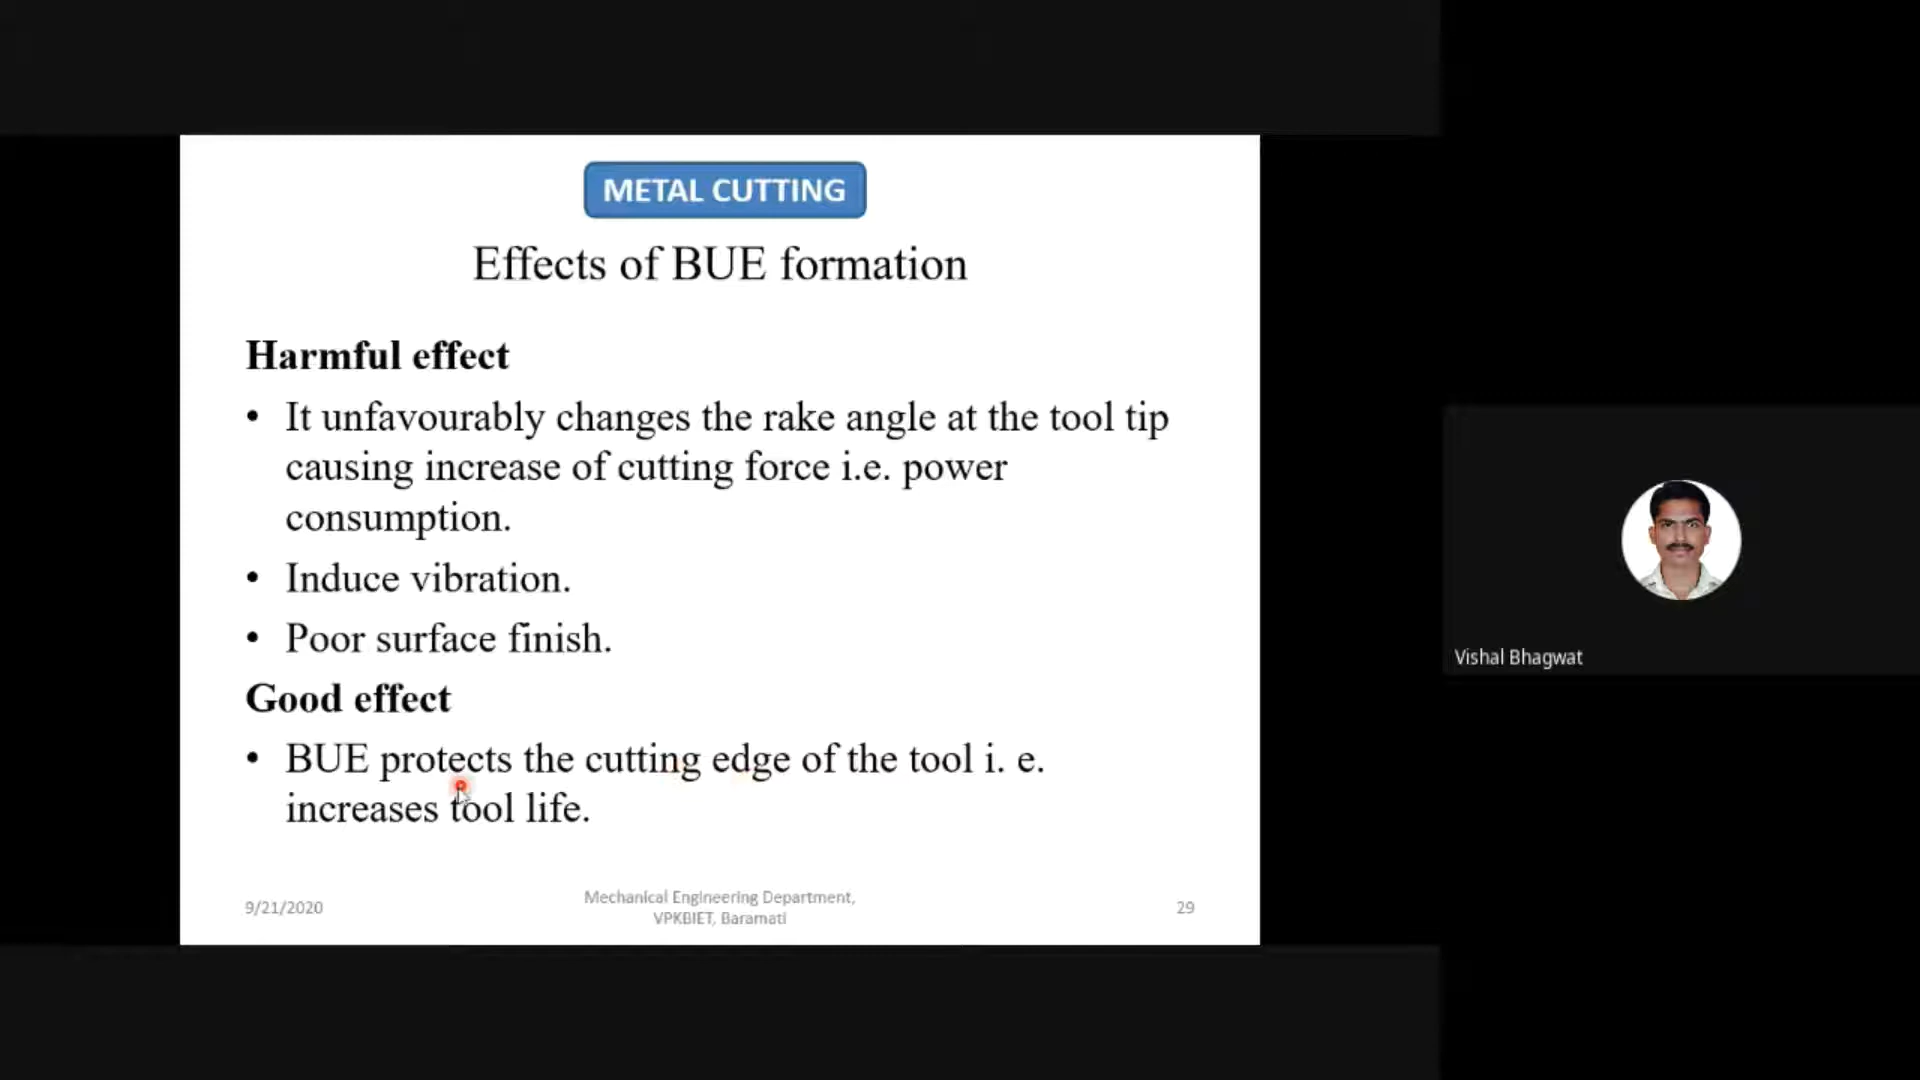 METAL CUTTING
Effects of BUE formation
Harmful effect
• It unfavourably changes the rake angle at the tool tip
causing increase of cutting force i.e. power
consumption.
• Induce vibration.
• Poor surface finish.
Good effect
• BUE protects the cutting edge of the tool i. e.
increases tool life.
9/21/2020
Mechanical Engineering Department,
VPKBIET, Baramati
29
Vishal Bhagwat